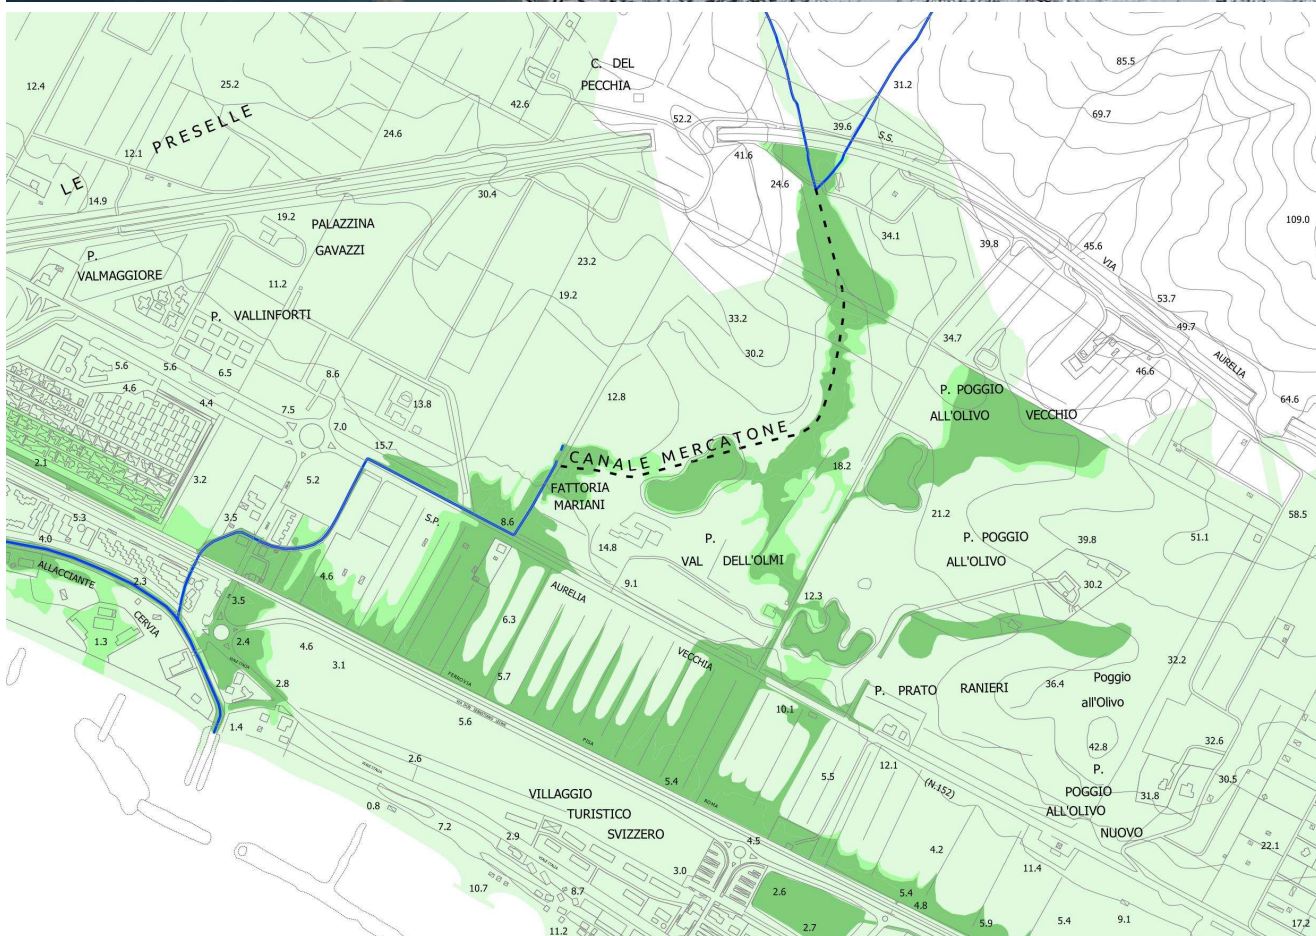 C. DEL
PECCHIA
85.5
12.4
25.2
31.2
42.6
69.7
52.2
39.6
S.S.
24.6
12.1
LE PRESELLE
41.6
24.6
14.9
30.4
109.0
19.2
PALAZZINA
GAVAZZI
34.1
39.8
45.6
VIA
P.
VALMAGGIORE
23.2
11.2
19.2
53.7
P. VALLINFORTI
33.2
49.7
34.7
30.2
5.6
5.6
6.5
8.6
AURELIA
46.6
4.6
4.4
P. POGGIO
ALL'OLIVO VECCHIO
12.8
13.8
64.6
7.5
7.0
15.7
CANALE MERCATONE
2.1
18.2
3.2
5.2
FATTORIA
MARIANI
58.5
21.2
5.3
3.5
S.P.
8.6
4.0
51.1
P. POGGIO
ALL'OLIVO
39.8
14.8
P.
VAL DELL'OLMI
ALLACCIANTE
2.3
4.6
9.1
30.2
AURELIA
12.3
3.5
CERVIA
6.3
1.3
2.4
4.6
3.1
VECCHIA
32.2
5.7
FERROVIA
2.8
P. PRATO RANIERI
36.4
Poggio
all'Olivo
10.1
1.4
5.6
PISA
42.8
32.6
2.6
12.1
P.
POGGIO
ALL'OLIVO
NUOVO
5.4
5.5
30.5
(N.152)
31.8
VILLAGGIO
TURISTICO
SVIZZERO
0.8
ROMA
7.2
2.9
4.5
4.2
22.1
11.4
3.0
10.7
8.7
2.6
5.4
4.8
11.2
2.7
5.9
5.4
9.1
17.2